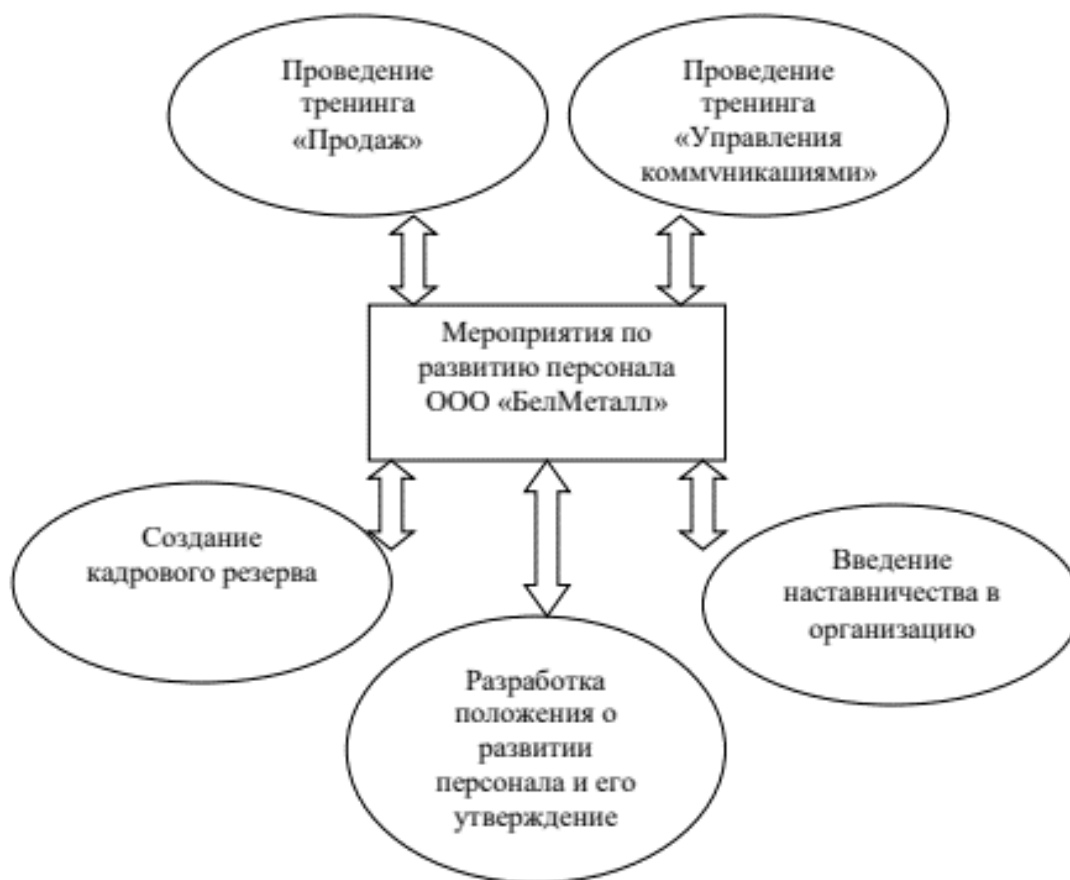 Проведение
тренинга
«Продаж»
Проведение
тренинга
«Управления
коммуникациями»
Мероприятия по
развитию персонала
ООО «БелМеталл»
Создание
кадрового резерва
Введение
наставничества в
организацию
Разработка
положения о
развитии
персонала и его
утверждение